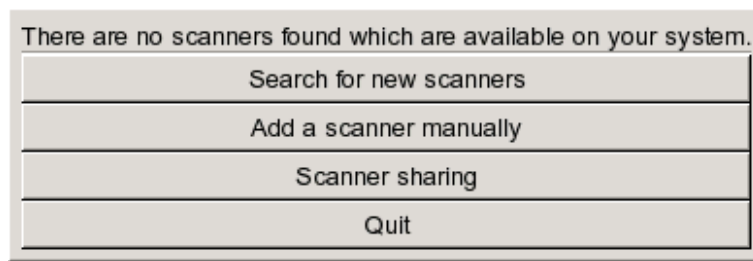 There are no scanners found which are available on your system.
Search for new scanners
Add a scanner manually
Scanner sharing
Quit